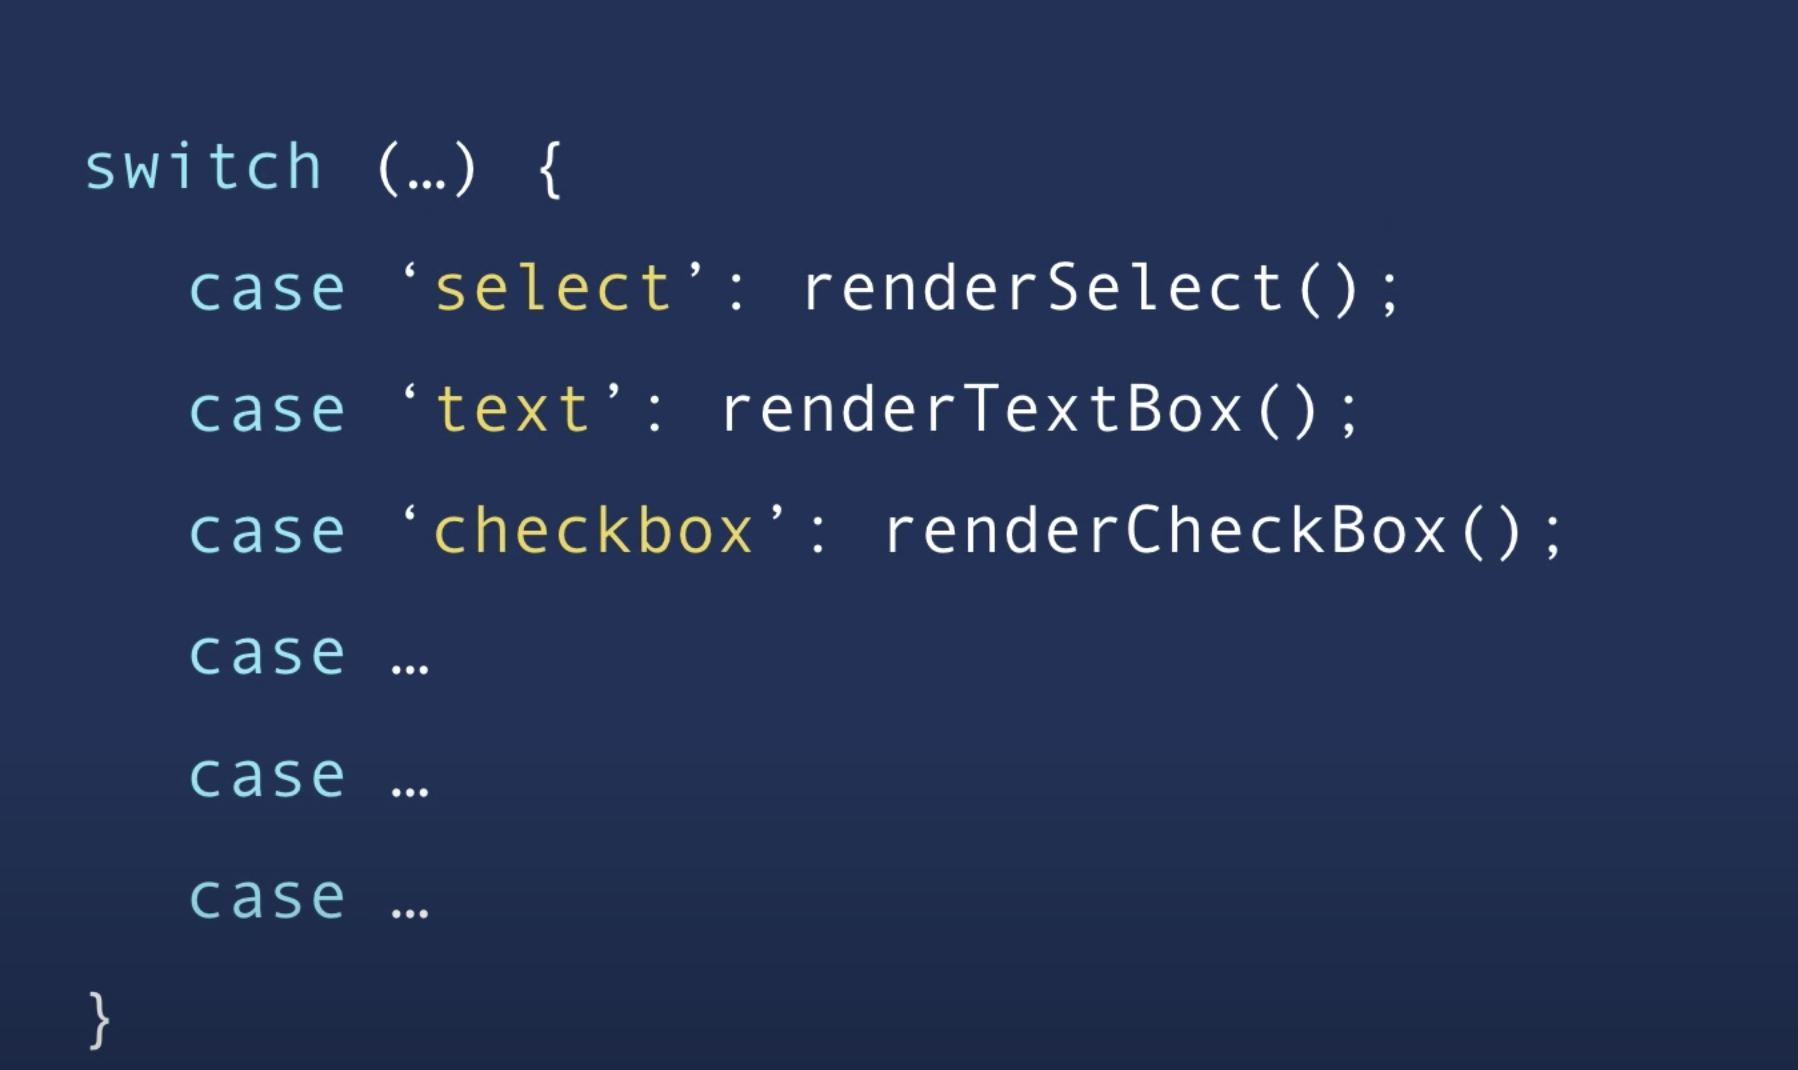 switch (…) {
case ‘select’: renderSelect();
case ‘text’: renderTextBox();
case ‘checkbox’: renderCheckBox();
case …
case …
case …
}